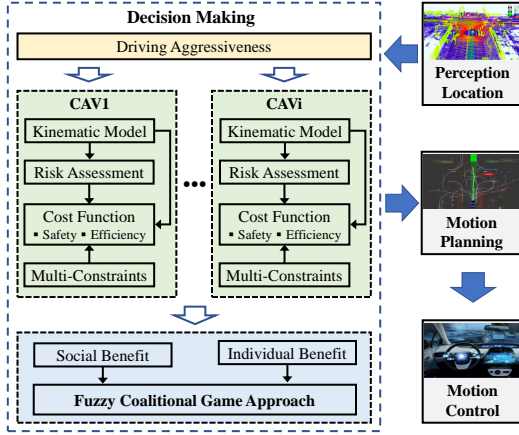 Decision Making
Driving Aggressiveness
CAV1
Kinematic Model
Risk Assessment
Cost Function
▪ Safety ▪ Efficiency
Multi-Constraints
•••
CAVi
Kinematic Model
Risk Assessment
Cost Function
▪ Safety ▪ Efficiency
Multi-Constraints
Social Benefit
Individual Benefit
Fuzzy Coalitional Game Approach
Perception
Location
Motion
Planning
Motion
Control